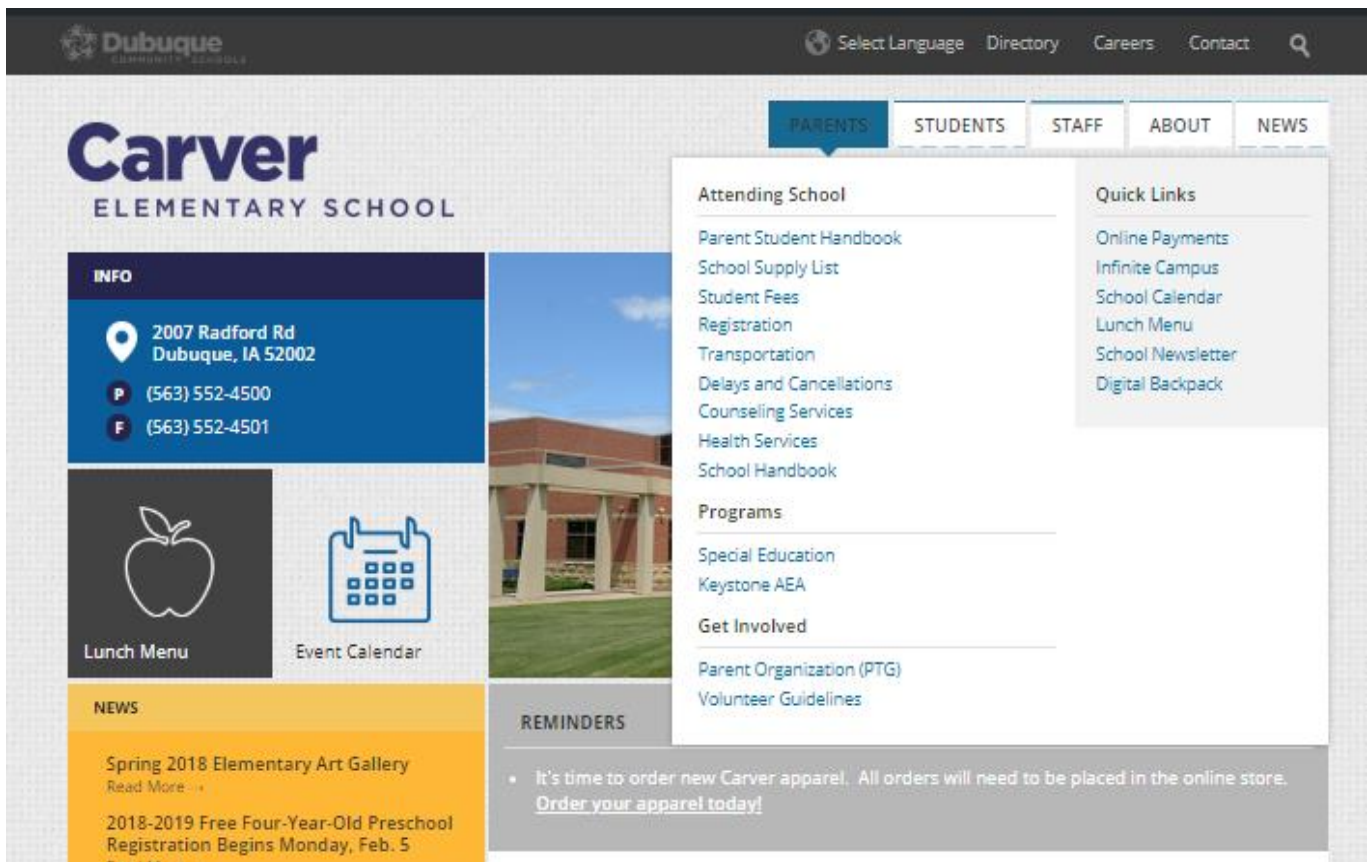 Dubuque
COMMUNITY SCHOOLS
Select Language Directory Careers Contact
Carver
ELEMENTARY SCHOOL
PARENTS STUDENTS STAFF ABOUT NEWS
Attending School
Parent Student Handbook
School Supply List
Student Fees
Registration
Transportation
Delays and Cancellations
Counseling Services
Health Services
School Handbook
Programs
Special Education
Keystone AEA
Get Involved
Parent Organization (PTG)
Volunteer Guidelines
Quick Links
Online Payments
Infinite Campus
School Calendar
Lunch Menu
School Newsletter
Digital Backpack
INFO
2007 Radford Rd
Dubuque, IA 52002
P (563) 552-4500
F (563) 552-4501
Lunch Menu
Event Calendar
NEWS
Spring 2018 Elementary Art Gallery
Read More →
2018-2019 Free Four-Year-Old Preschool
Registration Begins Monday, Feb. 5
REMINDERS
• It's time to order new Carver apparel. All orders will need to be placed in the online store.
Order your apparel today!